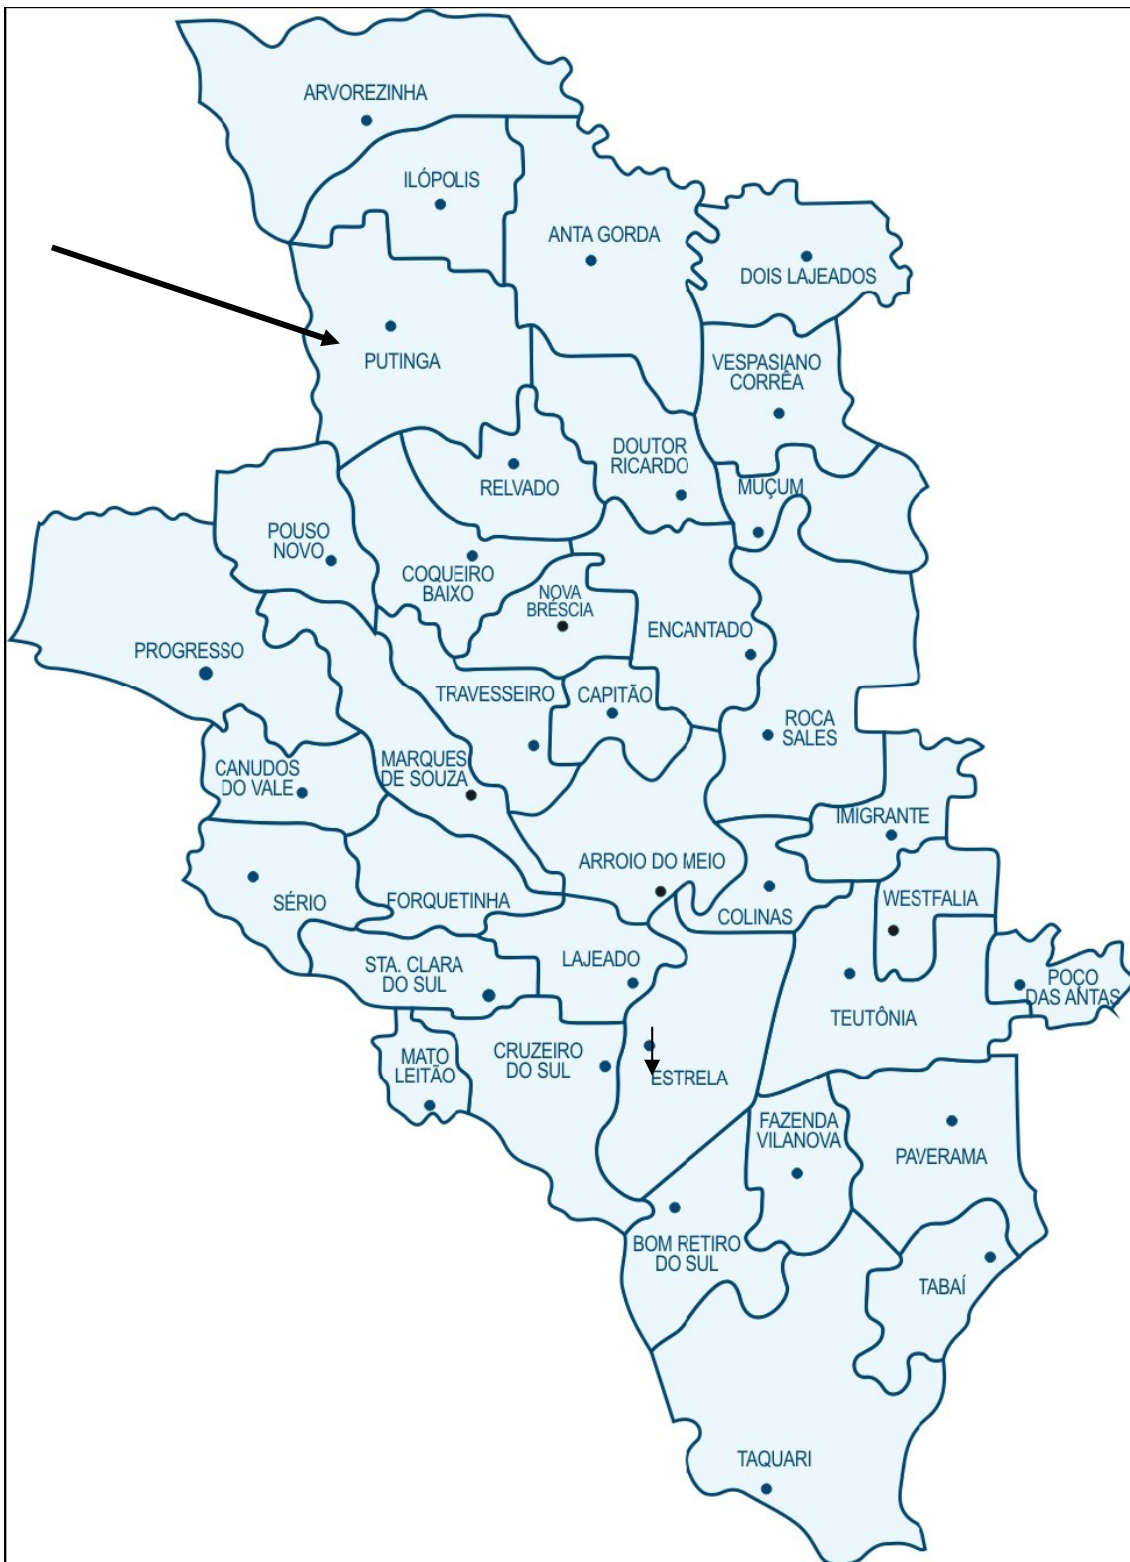 ARVOREZINHA
ILÓPOLIS
ANTA GORDA
DOIS LAJEADOS
PUTINGA
VESPASIANO
CORRÊA
DOUTOR
RICARDO
RELVADO
MUÇUM
POUSO
NOVO
COQUEIRO
BAIXO
NOVA
BRÉSCIA
ENCANTADO
PROGRESSO
TRAVESSEIRO
CAPITÃO
ROCA
SALES
CANUDOS
DO VALE
MARQUES
DE SOUZA
IMIGRANTE
ARROIO DO MEIO
SÉRIO
FORQUETINHA
COLINAS
WESTFALIA
STA. CLARA
DO SUL
LAJEADO
POÇO
DAS ANTAS
TEUTÔNIA
MATO
LEITÃO
CRUZEIRO
DO SUL
ESTRELA
FAZENDA
VILANOVA
PAVERAMA
BOM RETIRO
DO SUL
TABAÍ
TAQUARI